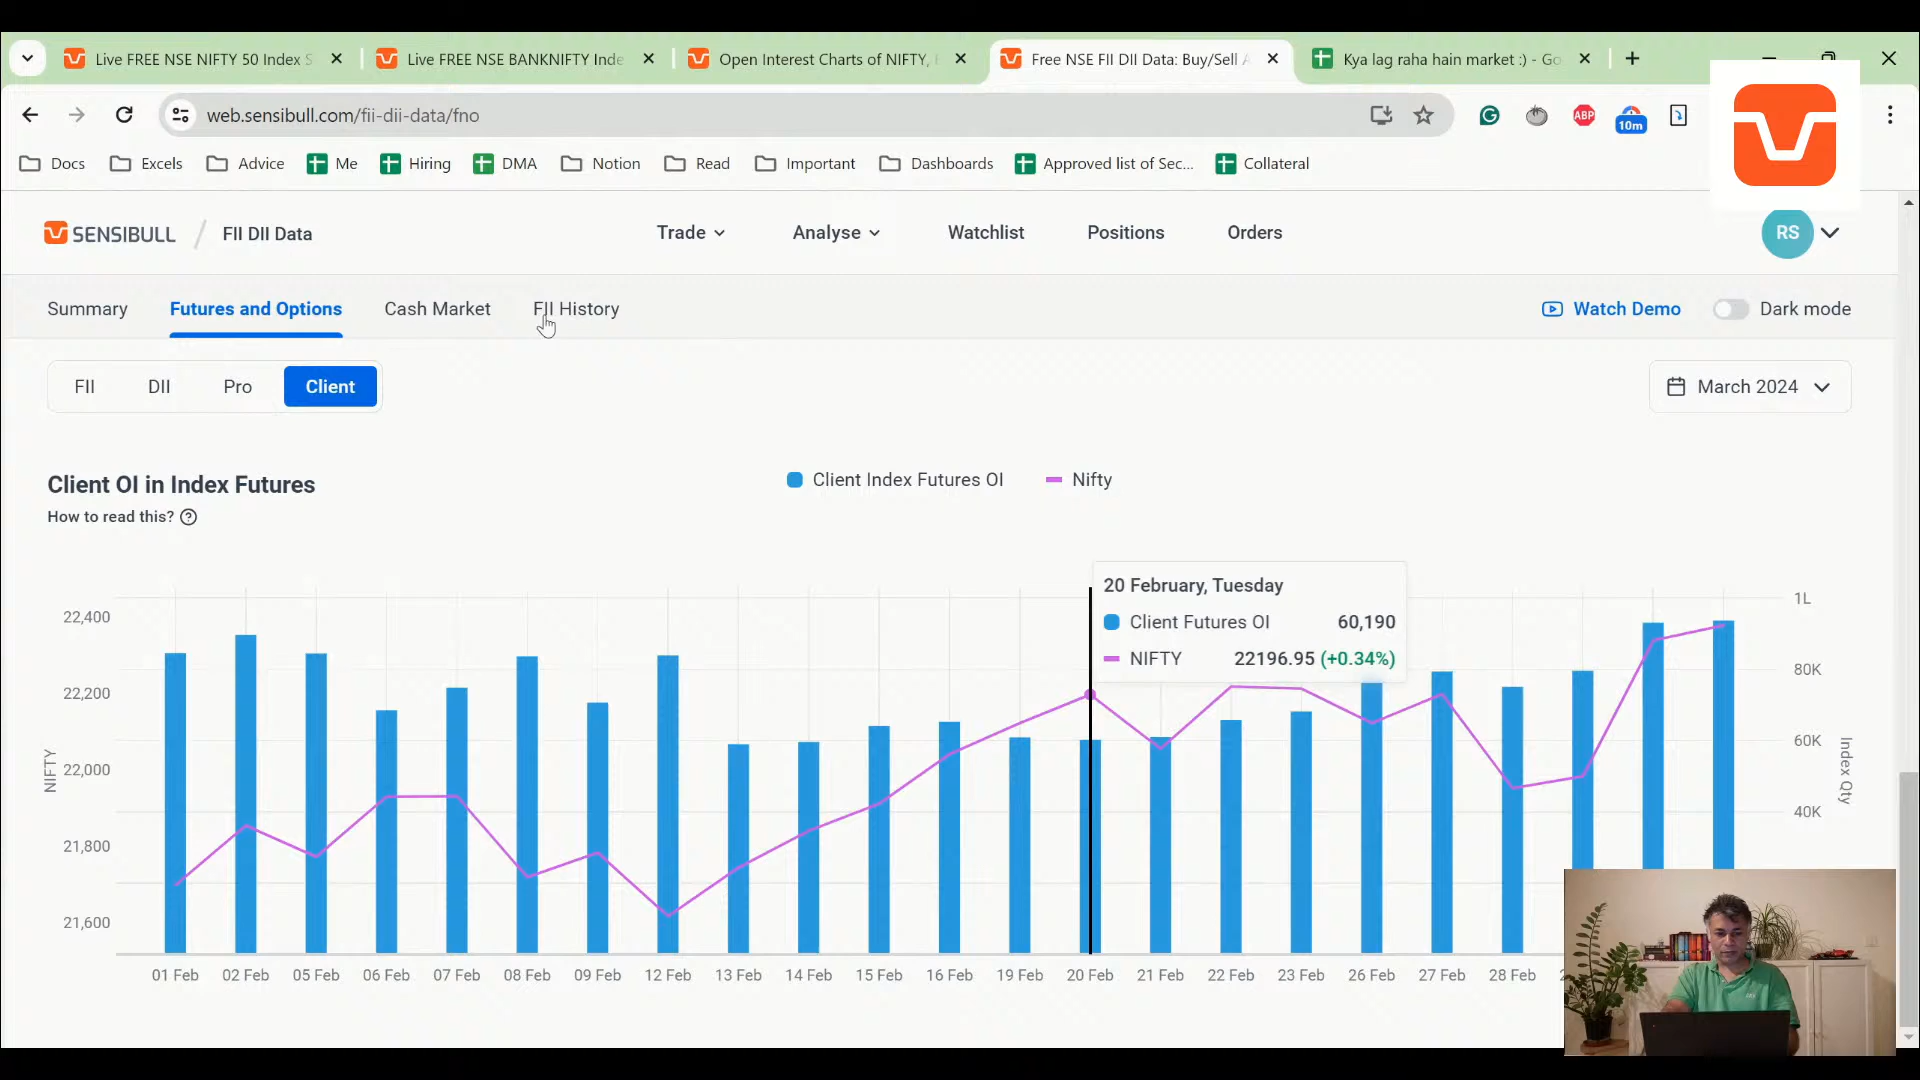 Live FREE NSE NIFTY 50 Index S
Live FREE NSE BANKNIFTY Inde
Open Interest Charts of NIFTY,
Free NSE FII DII Data: Buy/Sell A
Kya lag raha hain market :) - Go
web.sensibull.com/fii-dii-data/fno
ABP
10m
Docs
Excels
Advice
Me
Hiring
DMA
Notion
Read
Important
Dashboards
Approved list of Sec...
Collateral
SENSIBULL / FII DII Data
Trade
Analyse
Watchlist
Positions
Orders
RS
Summary
Futures and Options
Cash Market
FII History
Watch Demo
Dark mode
FII
DII
Pro
Client
March 2024
Client OI in Index Futures
How to read this?
Client Index Futures OI
Nifty
20 February, Tuesday
Client Futures OI 60,190
NIFTY 22196.95 (+0.34%)
22,400
22,200
22,000
21,800
21,600
NIFTY
1L
80K
60K
40K
Index Qty
01 Feb 02 Feb 05 Feb 06 Feb 07 Feb 08 Feb 09 Feb 12 Feb 13 Feb 14 Feb 15 Feb 16 Feb 19 Feb 20 Feb 21 Feb 22 Feb 23 Feb 26 Feb 27 Feb 28 Feb